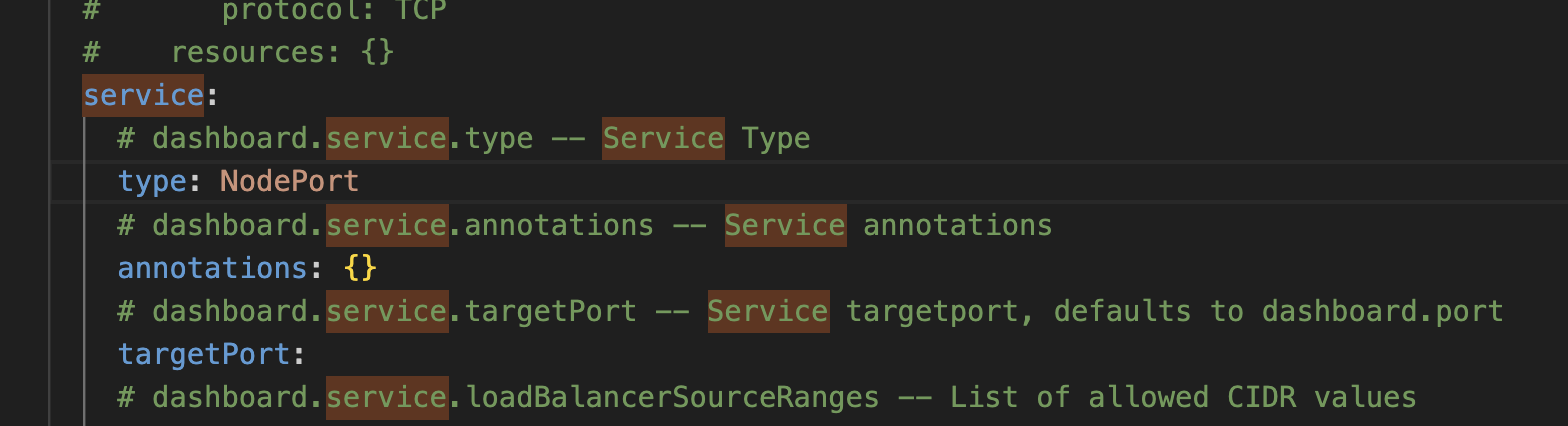 # protocol: TCP
# resources: {}
service:
# dashboard.service.type -- Service Type
type: NodePort
# dashboard.service.annotations -- Service annotations
annotations: {}
# dashboard.service.targetPort -- Service targetport, defaults to dashboard.port
targetPort:
# dashboard.service.loadBalancerSourceRanges -- List of allowed CIDR values